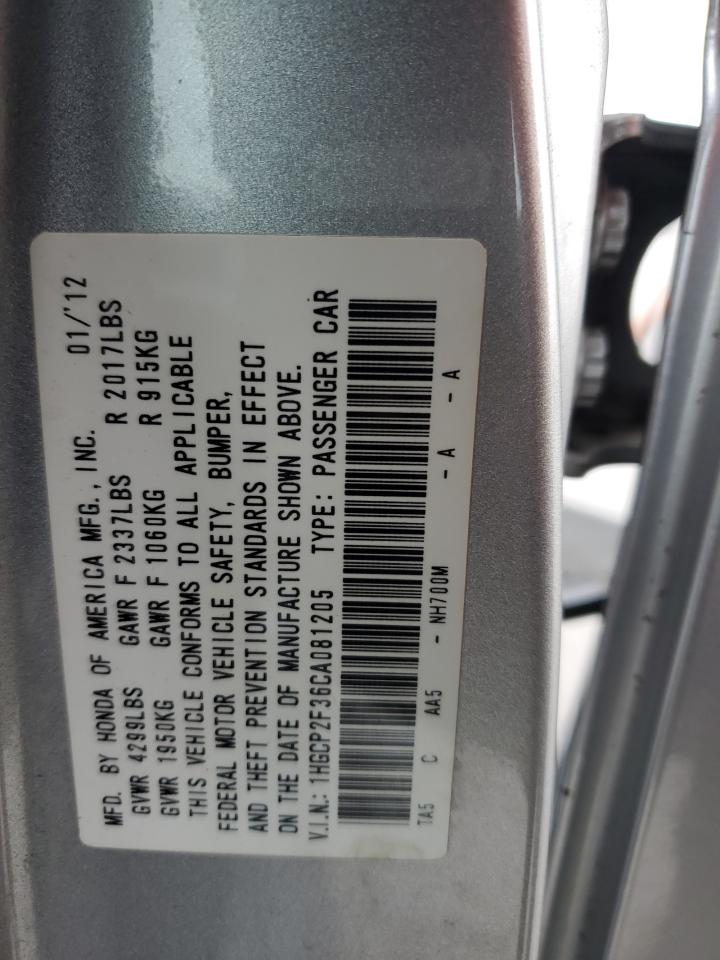 MFD. BY HONDA OF AMERICA MFG., INC. 01/'12
GVWR 4299LBS GAWR F 2337LBS R 2017LBS
GVWR 1950KG GAWR F 1060KG R 915KG
THIS VEHICLE CONFORMS TO ALL APPLICABLE
FEDERAL MOTOR VEHICLE SAFETY, BUMPER,
AND THEFT PREVENTION STANDARDS IN EFFECT
ON THE DATE OF MANUFACTURE SHOWN ABOVE.
V.I.N.: 1HGCP2F36CA081205 TYPE: PASSENGER CAR
TA5 C AA5 - NH700M - A - A